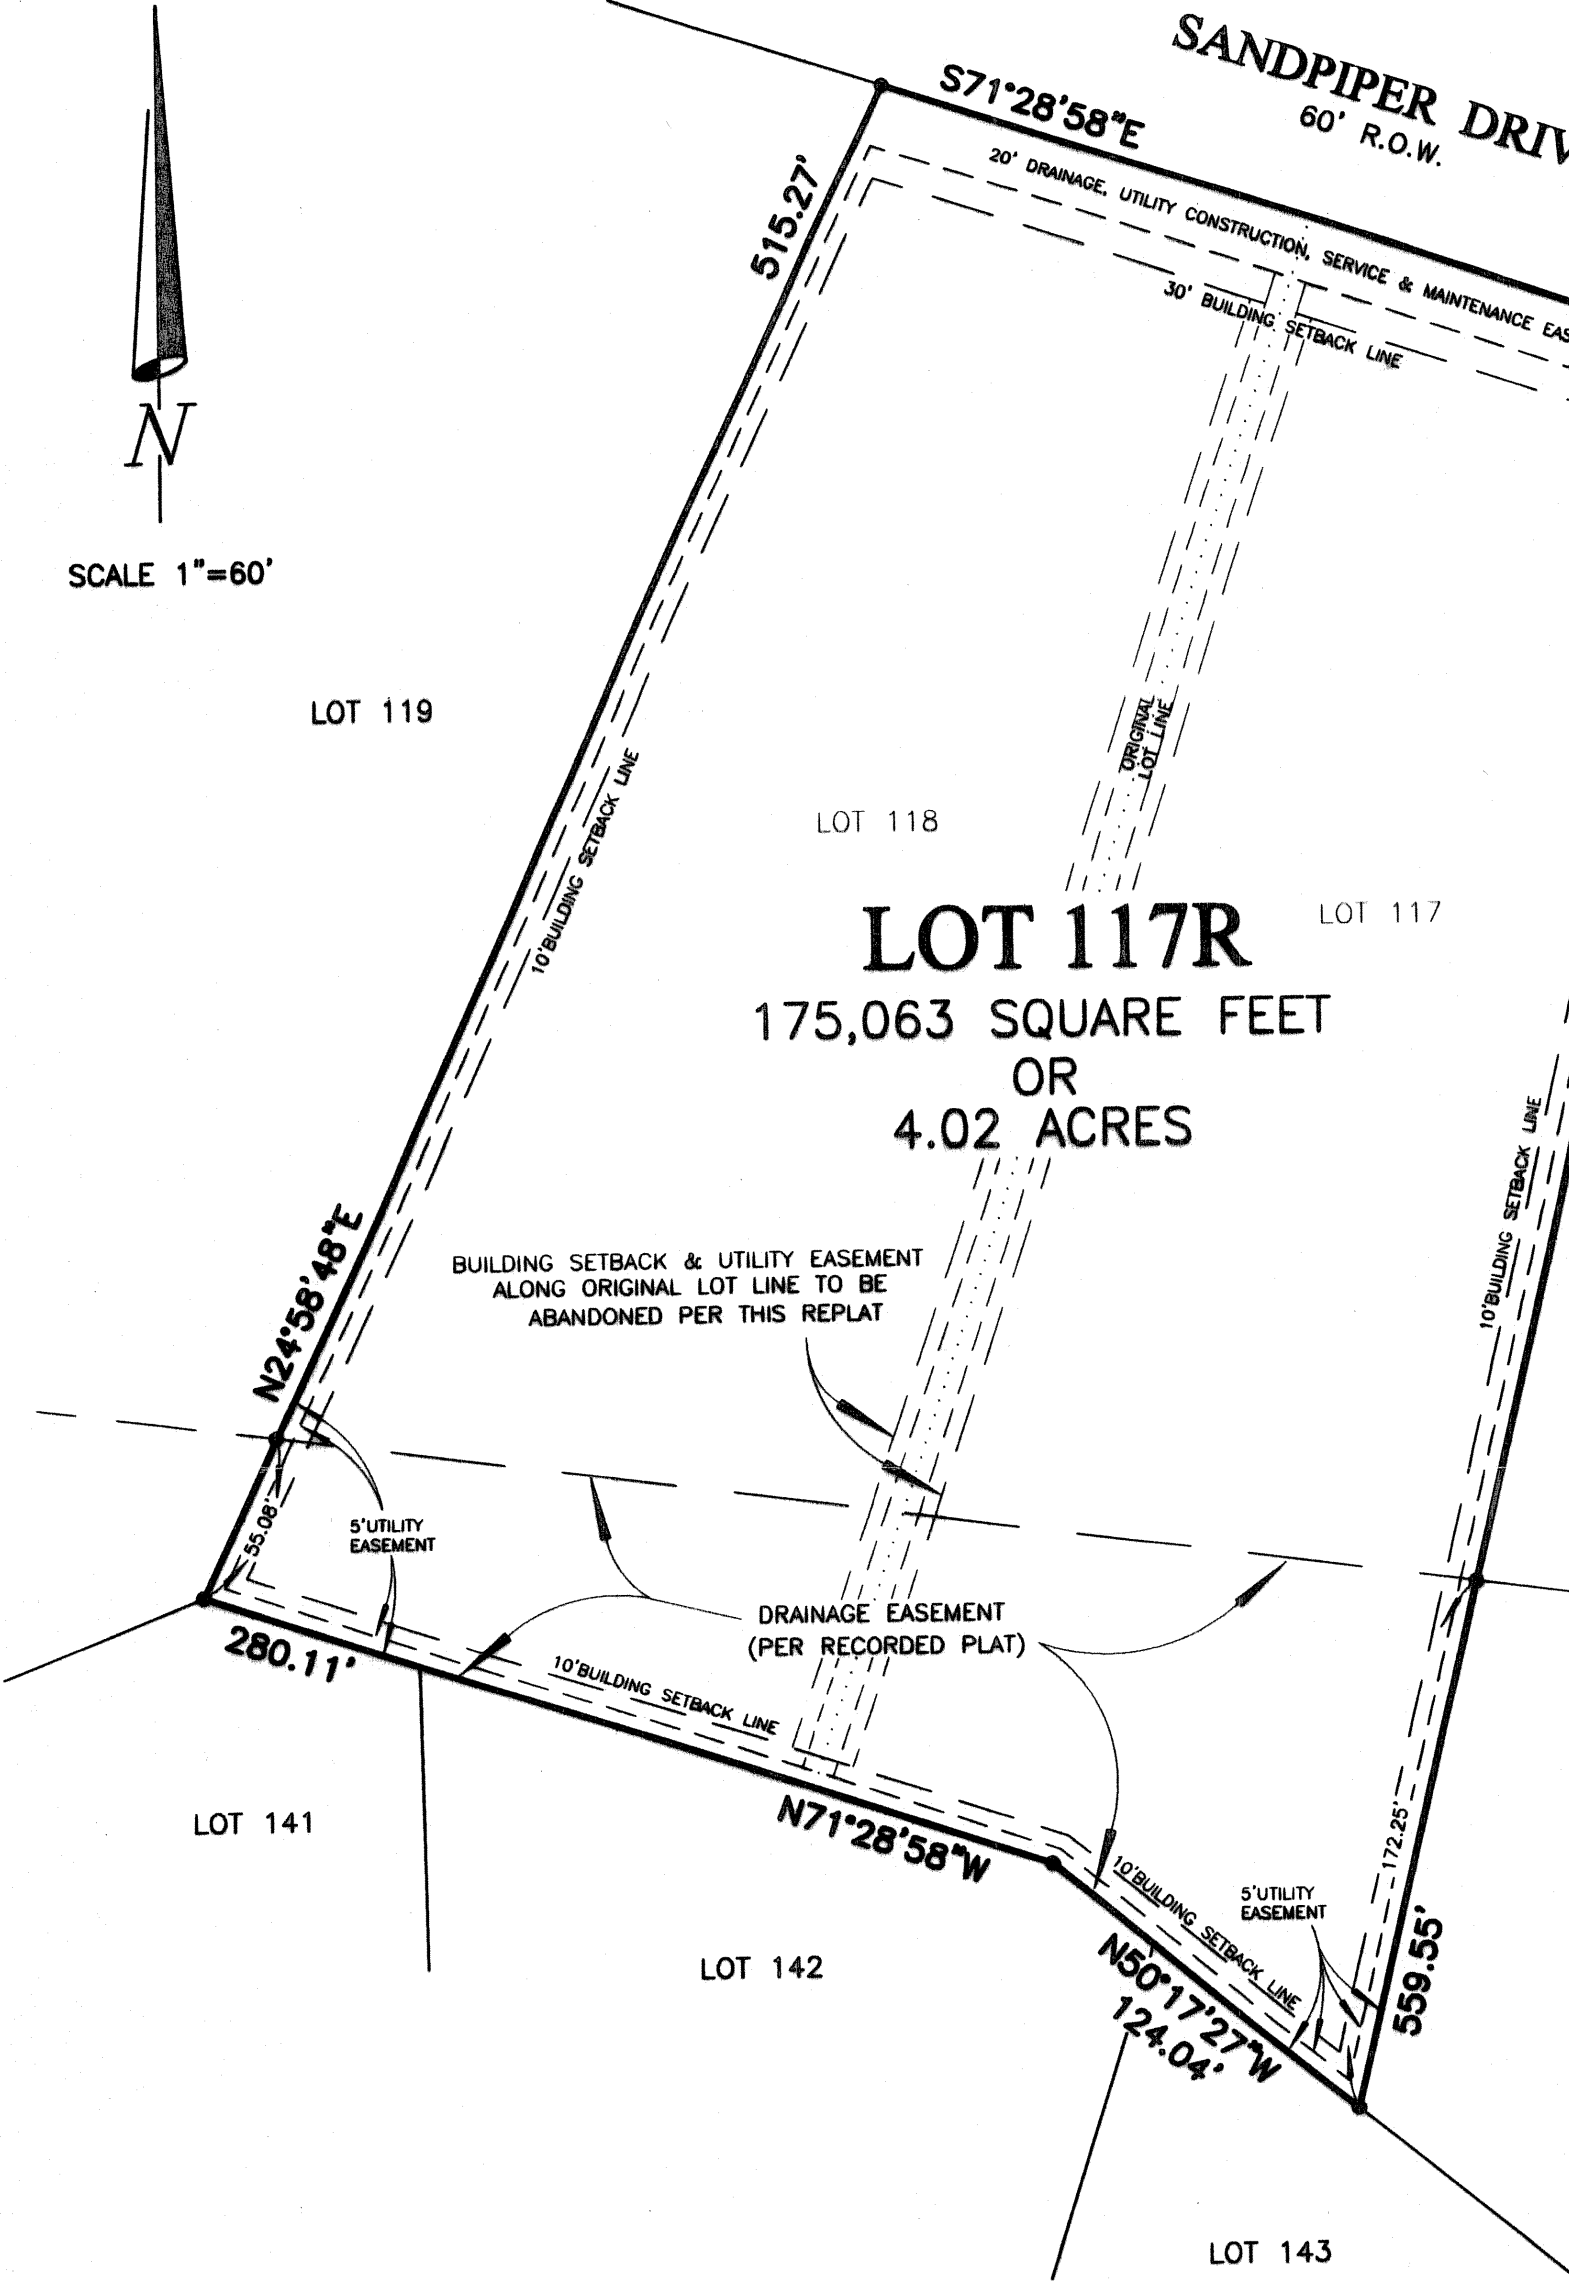 SANDPIPER DRIV
60' R.O.W.
S71°28'58"E
20' DRAINAGE, UTILITY CONSTRUCTION, SERVICE & MAINTENANCE EAS
30' BUILDING SETBACK LINE
515.27'
N
SCALE 1"=60'
LOT 119
ORIGINAL
LOT LINE
10'BUILDING SETBACK LINE
LOT 118
LOT 117
LOT 117R
175,063 SQUARE FEET
OR
4.02 ACRES
10'BUILDING SETBACK LINE
N24°58'48"E
BUILDING SETBACK & UTILITY EASEMENT
ALONG ORIGINAL LOT LINE TO BE
ABANDONED PER THIS REPLAT
55.08'
5'UTILITY
EASEMENT
DRAINAGE EASEMENT
(PER RECORDED PLAT)
280.11'
10'BUILDING SETBACK LINE
N71°28'58"W
LOT 141
LOT 142
172.25'
10'BUILDING SETBACK LINE
5'UTILITY
EASEMENT
559.55'
N50°17'27"W
124.04'
LOT 143